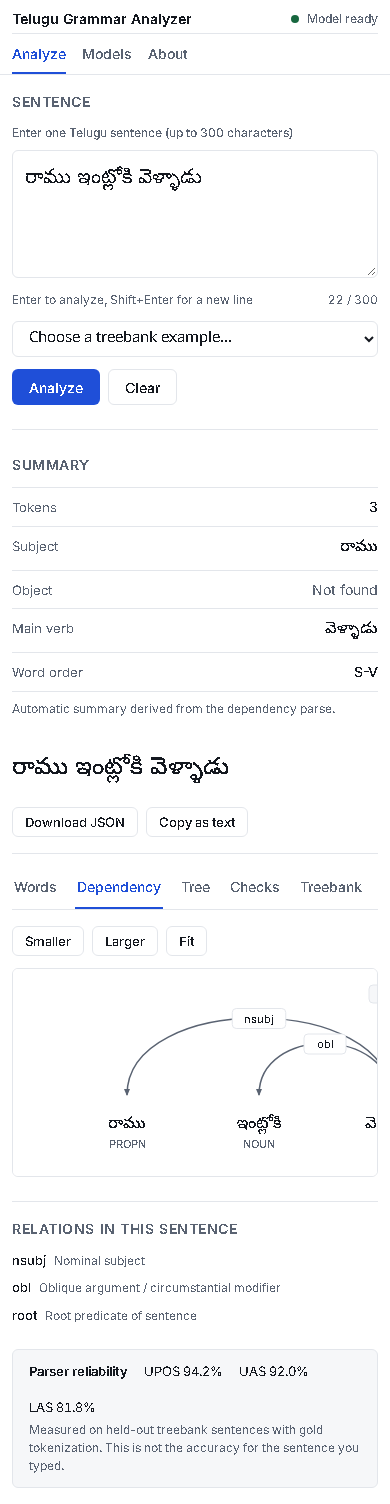 Telugu Grammar Analyzer
Model ready
Analyze Models About
SENTENCE
Enter one Telugu sentence (up to 300 characters)
రాము ఇంట్లోకి వెళ్ళాడు
Enter to analyze, Shift+Enter for a new line 22 / 300
Choose a treebank example...
Analyze Clear
SUMMARY
Tokens 3
Subject రాము
Object Not found
Main verb వెళ్ళాడు
Word order S-V
Automatic summary derived from the dependency parse.
రాము ఇంట్లోకి వెళ్ళాడు
Download JSON Copy as text
Words Dependency Tree Checks Treebank
Smaller Larger Fit
nsubj
obl
రాము ఇంట్లోకి వె
PROPN NOUN
RELATIONS IN THIS SENTENCE
nsubj Nominal subject
obl Oblique argument / circumstantial modifier
root Root predicate of sentence
Parser reliability UPOS 94.2% UAS 92.0%
LAS 81.8%
Measured on held-out treebank sentences with gold
tokenization. This is not the accuracy for the sentence you
typed.